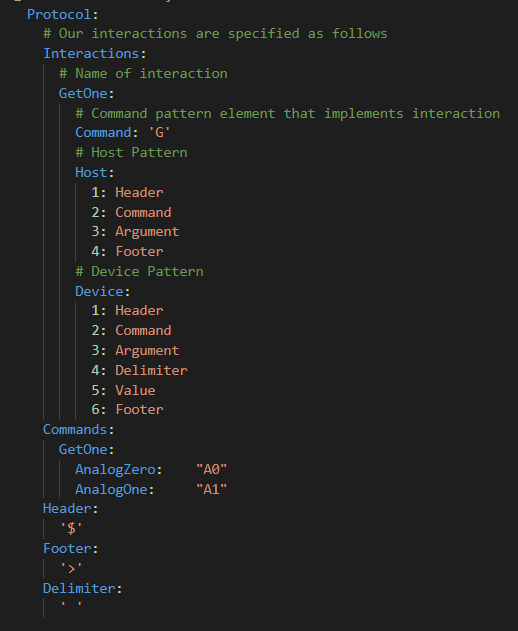 Protocol:
# Our interactions are specified as follows
Interactions:
# Name of interaction
GetOne:
# Command pattern element that implements interaction
Command: 'G'
# Host Pattern
Host:
1: Header
2: Command
3: Argument
4: Footer
# Device Pattern
Device:
1: Header
2: Command
3: Argument
4: Delimiter
5: Value
6: Footer
Commands:
GetOne:
AnalogZero: "A0"
AnalogOne: "A1"
Header:
'$'
Footer:
'>'
Delimiter:
' '